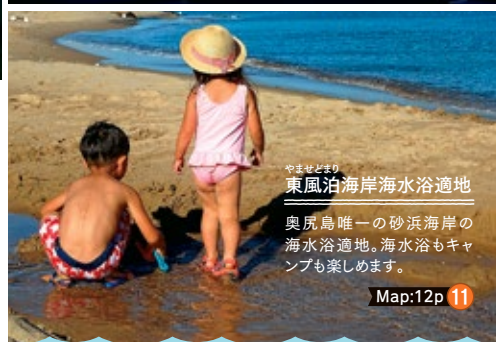 やませどまり
東風泊海岸海水浴適地
奥尻島唯一の砂浜海岸の
海水浴適地。海水浴もキャ
ンプも楽しめます。
Map:12p 11